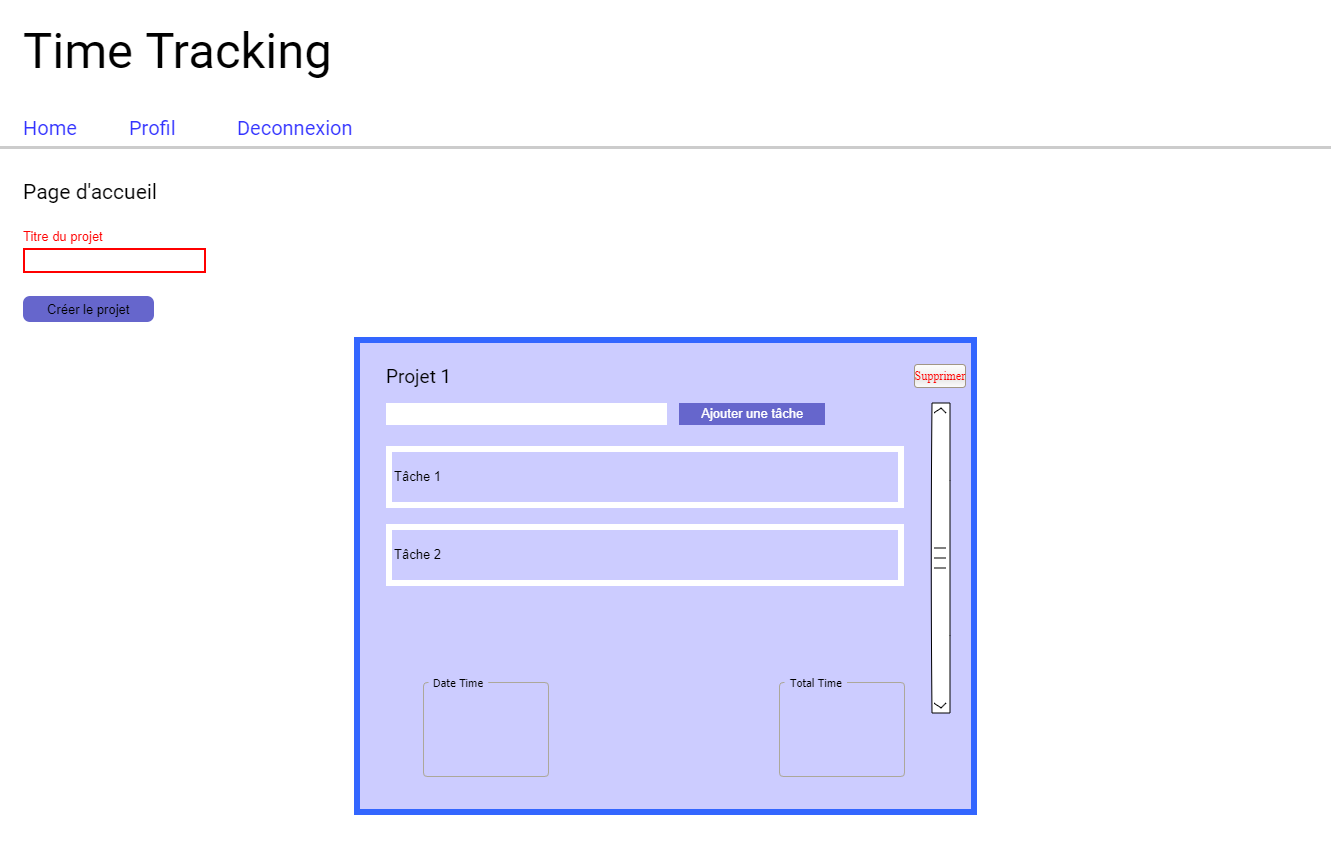 Time Tracking
Home Profil Deconnexion
Page d'accueil
Titre du projet
Créer le projet
Projet 1
Supprimer
Ajouter une tâche
Tâche 1
Tâche 2
Date Time
Total Time